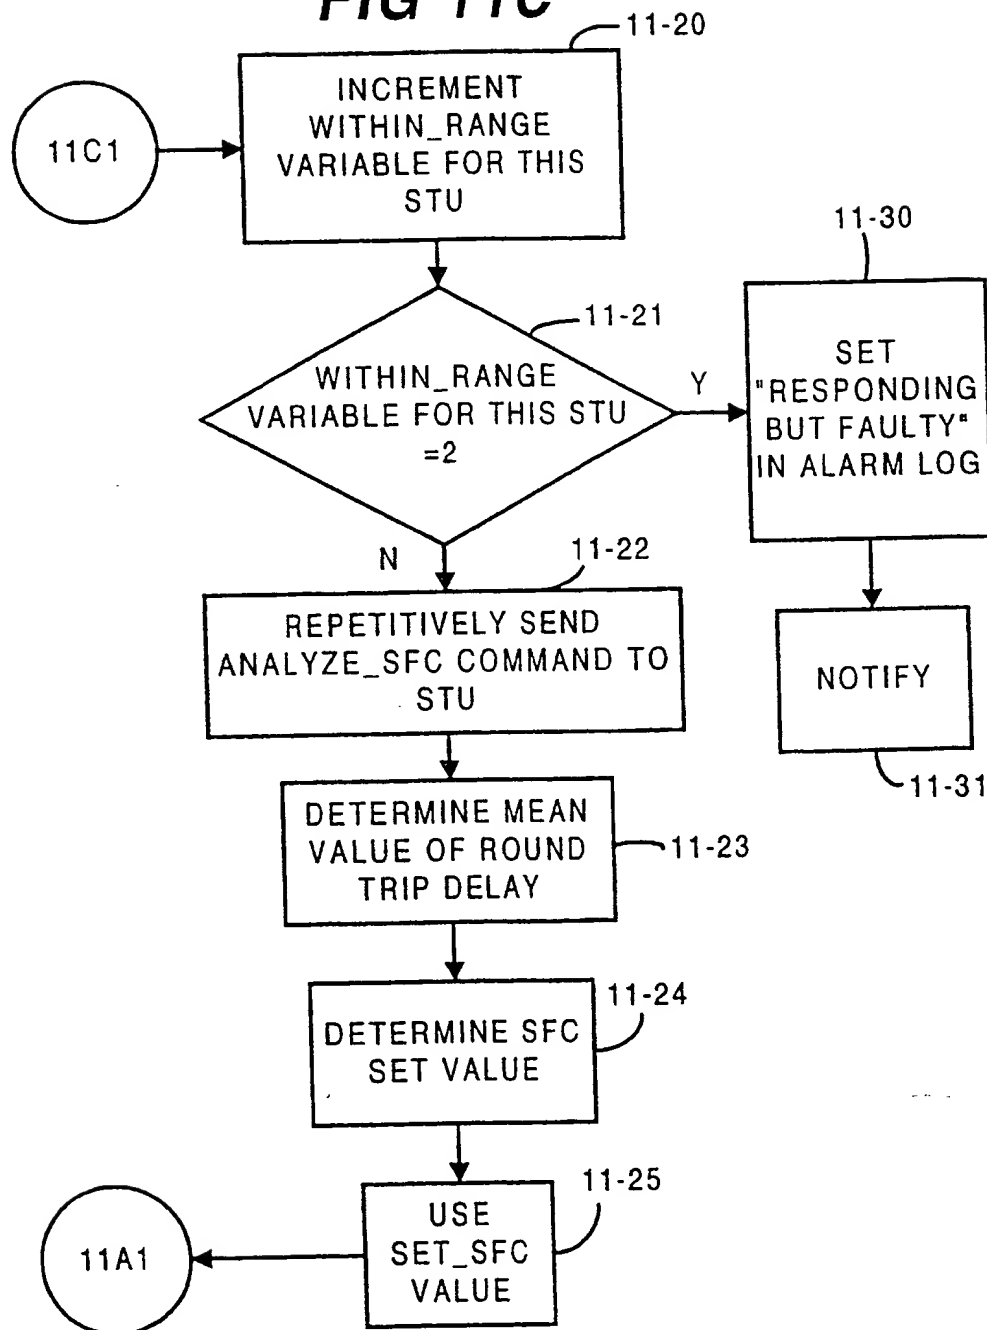 FIG 11C
11-20
INCREMENT
WITHIN_RANGE
VARIABLE FOR THIS
STU
11C1
11-30
11-21
WITHIN_RANGE
VARIABLE FOR THIS STU
=2
Y
SET
"RESPONDING
BUT FAULTY"
IN ALARM LOG
N
11-22
REPETITIVELY SEND
ANALYZE_SFC COMMAND TO
STU
NOTIFY
11-31
DETERMINE MEAN
VALUE OF ROUND
TRIP DELAY
11-23
11-24
DETERMINE SFC
SET VALUE
11-25
USE
SET_SFC
VALUE
11A1